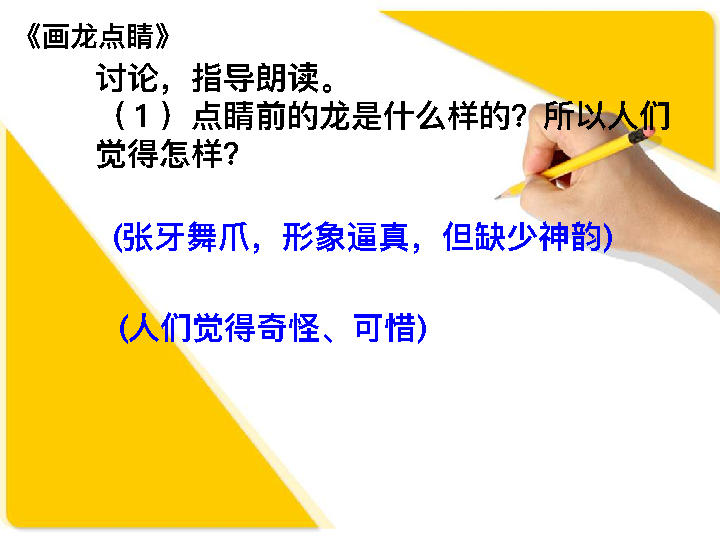 《画龙点睛》
讨论，指导朗读。
（1）点睛前的龙是什么样的？所以人们
觉得怎样？
(张牙舞爪，形象逼真，但缺少神韵)
(人们觉得奇怪、可惜)